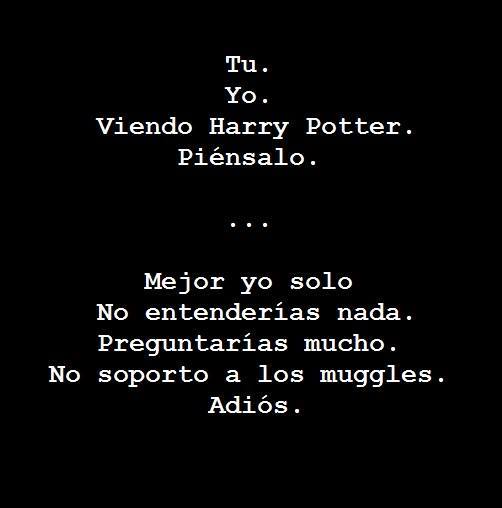 Tu.
Yo.
Viendo Harry Potter.
Piénsalo.
...
Mejor yo solo
No entenderías nada.
Preguntarías mucho.
No soporto a los muggles.
Adiós.